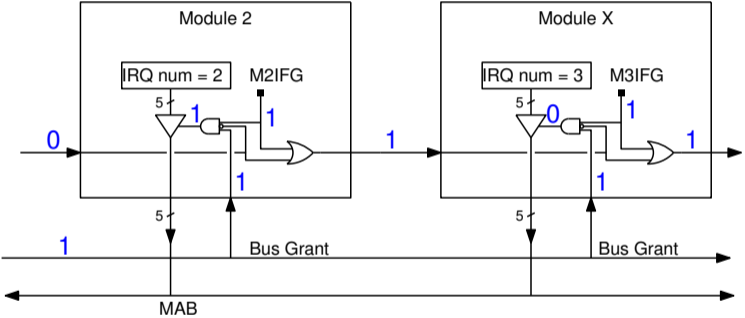 Module 2
Module X
IRQ num = 2
M2IFG
IRQ num = 3
M3IFG
5
1
1
5
0
1
0
1
1
1
1
5
5
1
Bus Grant
Bus Grant
MAB